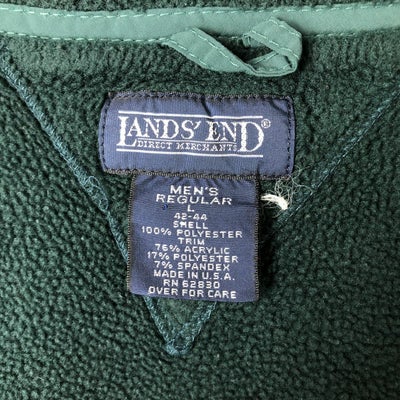 LANDS' END®
DIRECT MERCHANTS
MEN'S
REGULAR
L
42-44
SHELL
100% POLYESTER
TRIM
76% ACRYLIC
17% POLYESTER
7% SPANDEX
MADE IN U.S.A.
RN 62830
OVER FOR CARE